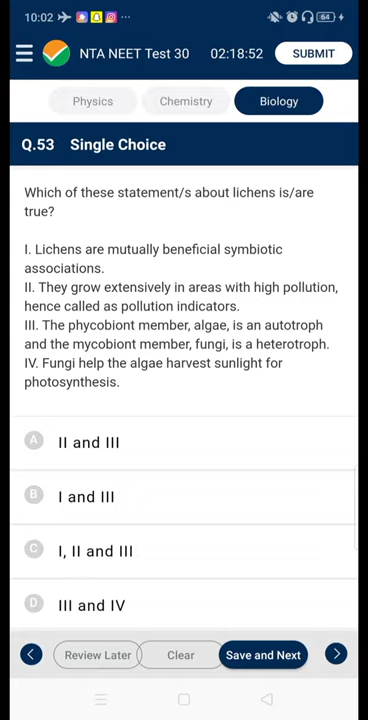 10:02
64
NTA NEET Test 30
02:18:52
SUBMIT
Physics
Chemistry
Biology
Q.53 Single Choice
Which of these statement/s about lichens is/are
true?
I. Lichens are mutually beneficial symbiotic
associations.
II. They grow extensively in areas with high pollution,
hence called as pollution indicators.
III. The phycobiont member, algae, is an autotroph
and the mycobiont member, fungi, is a heterotroph.
IV. Fungi help the algae harvest sunlight for
photosynthesis.
A II and III
B I and III
C I, II and III
D III and IV
Review Later
Clear
Save and Next